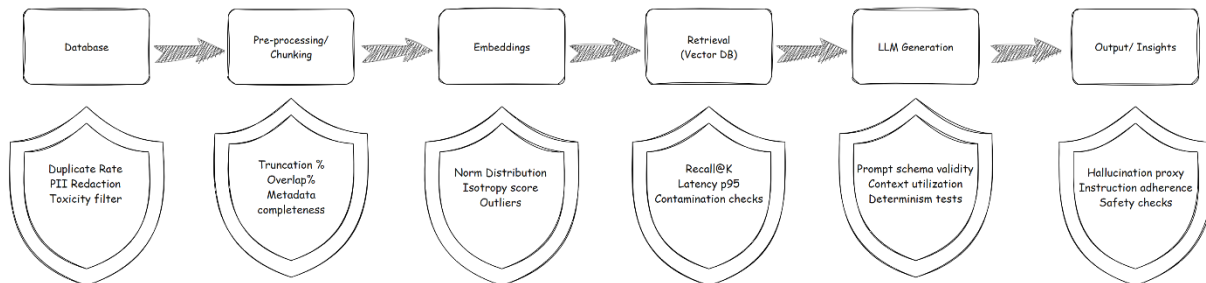 Database
Pre-processing/
Chunking
Embeddings
Retrieval
(Vector DB)
LLM Generation
Output/ Insights
Duplicate Rate
PII Redaction
Toxicity filter
Truncation %
Overlap%
Metadata
completeness
Norm Distribution
Isotropy score
Outliers
Recall@K
Latency p95
Contamination checks
Prompt schema validity
Context utilization
Determinism tests
Hallucination proxy
Instruction adherence
Safety checks